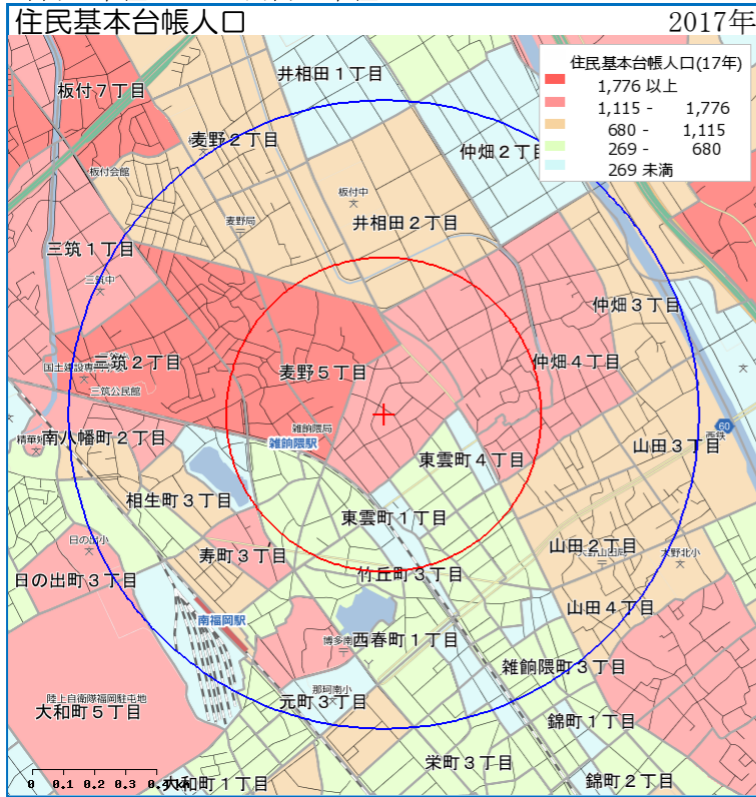 住民基本台帳人口
2017年
住民基本台帳人口(17年)
1,776 以上
1,115 - 1,776
680 - 1,115
269 - 680
269 未満
板付７丁目
井相田１丁目
麦野２丁目
仲畑２丁
板付会館
板付中
麦野局
井相田２丁目
三筑１丁目
三筑中
仲畑３丁目
三筑２丁目
仲畑４丁目
麦野５丁目
三筑公民館
雑餉隈局
雑餉隈駅
南八幡町２丁目
60
西鉄
山田３丁目
東雲町４丁目
相生町３丁目
東雲町１丁目
日の出小
寿町３丁目
山田２丁目
大野北小
日の出町３丁目
竹丘町３丁目
山田４丁目
南福岡駅
博多南
西春町１丁目
雑餉隈町３丁目
陸上自衛隊福岡駐屯地
那珂南小
元町３丁目
大和町５丁目
錦町１丁目
栄町３丁目
大和町１丁目
錦町２丁目
0 0.1 0.2 0.3 0.4